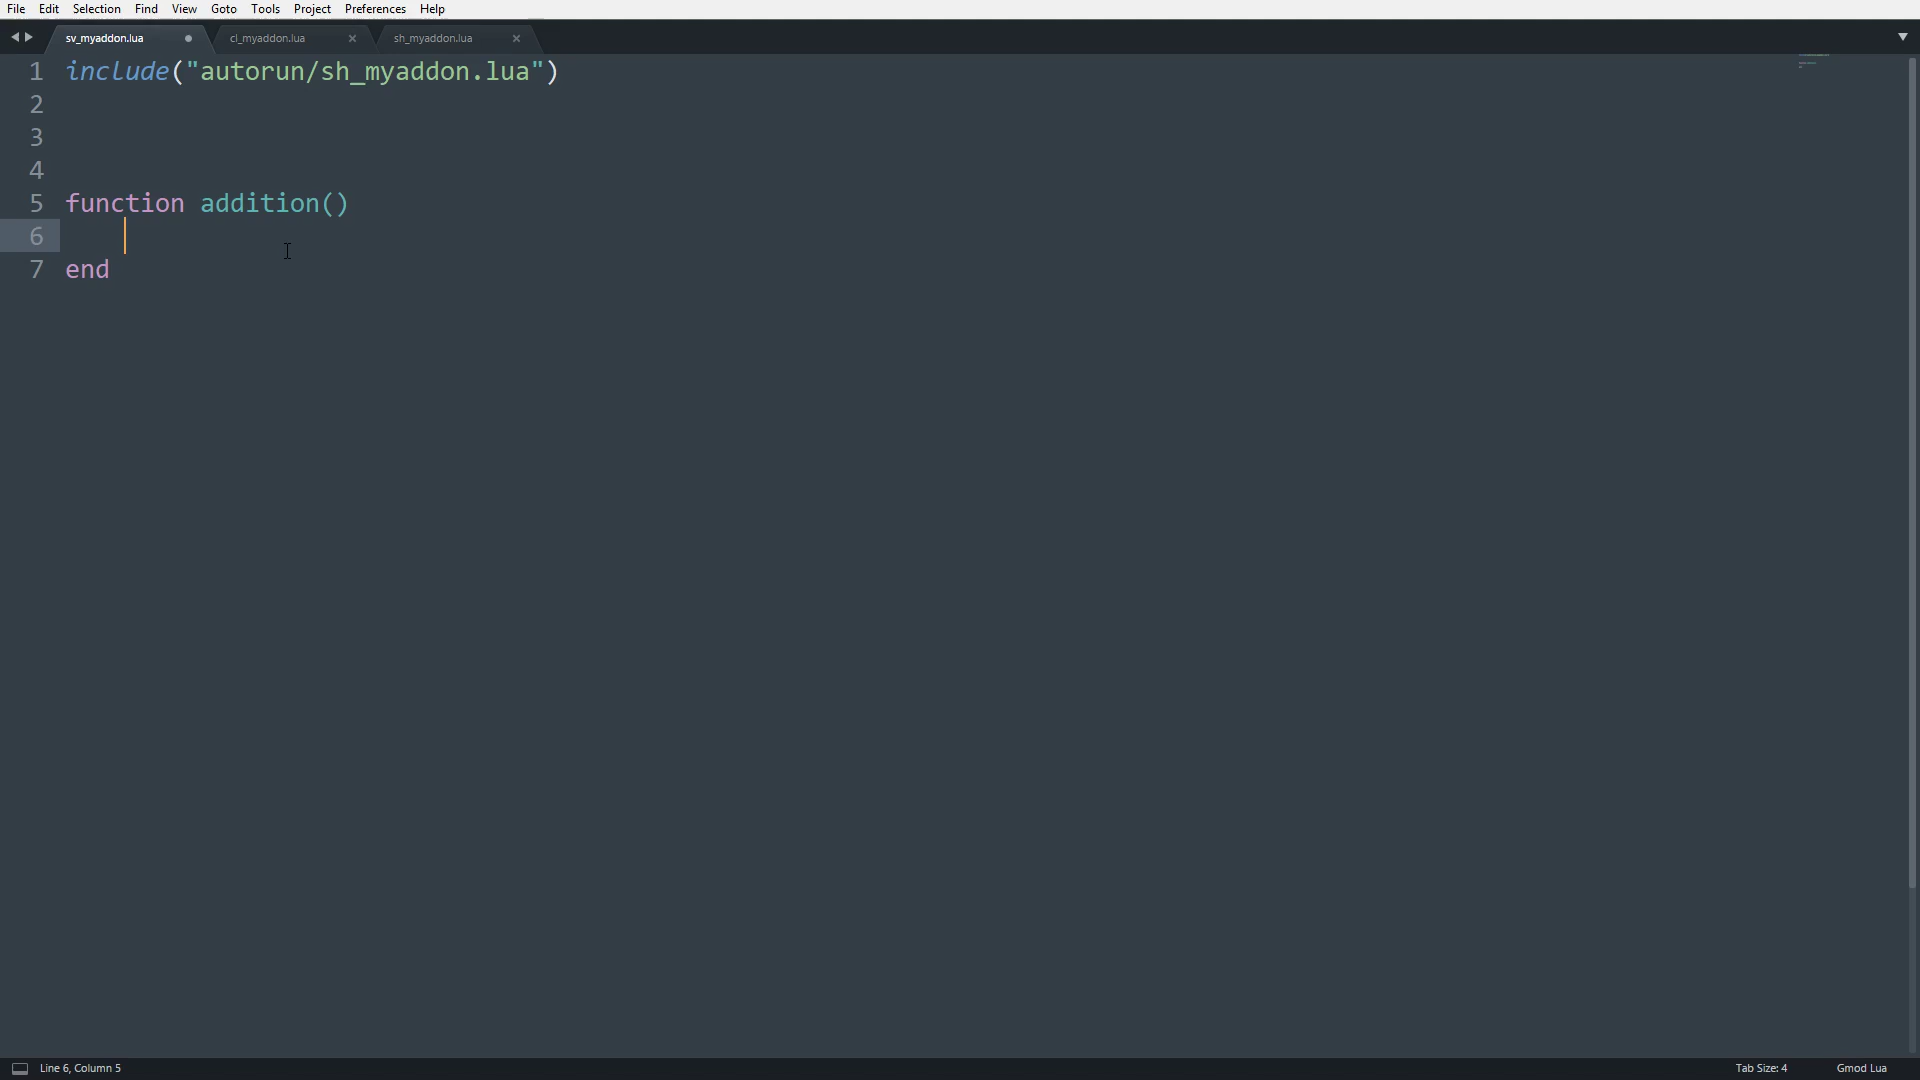 File Edit Selection Find View Goto Tools Project Preferences Help
sv_myaddon.lua cl_myaddon.lua sh_myaddon.lua
1 include("autorun/sh_myaddon.lua")
2
3
4
5 function addition()
6
7 end
Line 6, Column 5 Tab Size: 4 Gmod Lua